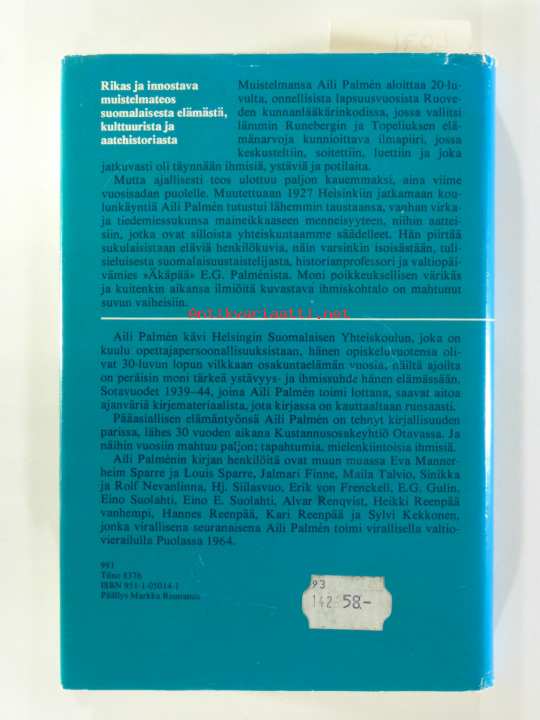 Rikas ja innostava
muistelmateos
suomalaisesta elämästä,
kulttuurista ja
aatehistoriasta
Muistelmansa Aili Palmén aloittaa 20-lu-
vulta, onnellisista lapsuusvuosista Ruove-
den kunnanlääkärinkodissa, jossa vallitsi
lämmin Runebergin ja Topeliuksen elä-
mänarvoja kunnioittava ilmapiiri, jossa
keskusteltiin, soitettiin, luettiin ja joka
jatkuvasti oli täynnään ihmisiä, ystäviä ja potilaita.
Mutta ajallisesti teos ulottuu paljon kauemmaksi, aina viime
vuosisadan puolelle. Muutettuaan 1927 Helsinkiin jatkamaan kou-
lunkäyntiä Aili Palmén tutustui lähemmin taustaansa, vanhan virka-
ja tiedemiessukunsa maineikkaaseen menneisyyteen, niihin aattei-
siin, jotka ovat silloista yhteiskuntaamme säädelleet. Hän piirtää
sukulaisistaan eläviä henkilökuvia, näin varsinkin isoisästään, tuli-
sieluisesta suomalaisuustaistelijasta, historianprofessori ja valtiopäi-
vämies »Äkäpää» E.G. Palménista. Moni poikkeuksellisen värikäs
ja kuitenkin aikansa ilmiöitä kuvastava ihmiskohtalo on mahtunut
suvun vaiheisiin.
Antikvariaatti.net
Aili Palmén kävi Helsingin Suomalaisen Yhteiskoulun, joka on
kuulu opettajapersoonallisuuksistaan, hänen opiskeluvuotensa oli-
vat 30-luvun lopun vilkkaan osakuntaelämän vuosia, näiltä ajoilta
on peräisin moni tärkeä ystävyys- ja ihmissuhde hänen elämässään.
Sotavuodet 1939–44, joina Aili Palmén toimi lottana, saavat aitoa
ajanväriä kirjemateriaalista, jota kirjassa on kauttaaltaan runsaasti.
Pääasiallisen elämäntyönsä Aili Palmén on tehnyt kirjallisuuden
parissa, lähes 30 vuoden aikana Kustannusosakeyhtiö Otavassa. Ja
näihin vuosiin mahtuu paljon: tapahtumia, mielenkiintoisia ihmisiä.
Aili Palménin kirjan henkilöitä ovat muun muassa Eva Manner-
heim Sparre ja Louis Sparre, Jalmari Finne, Maila Talvio, Sinikka
ja Rolf Nevanlinna, Hj. Siilasvuo, Erik von Frenckell, E.G. Gulin,
Eino Suolahti, Eino E. Suolahti, Alvar Renqvist, Heikki Reenpää
vanhempi, Hannes Reenpää, Kari Reenpää ja Sylvi Kekkonen,
jonka virallisena seuranaisena Aili Palmén toimi virallisella valtio-
vierailulla Puolassa 1964.
991
Tilno 8376
ISBN 951-1-05014-1
Päällys Markku Rautanen
93
142
58.-